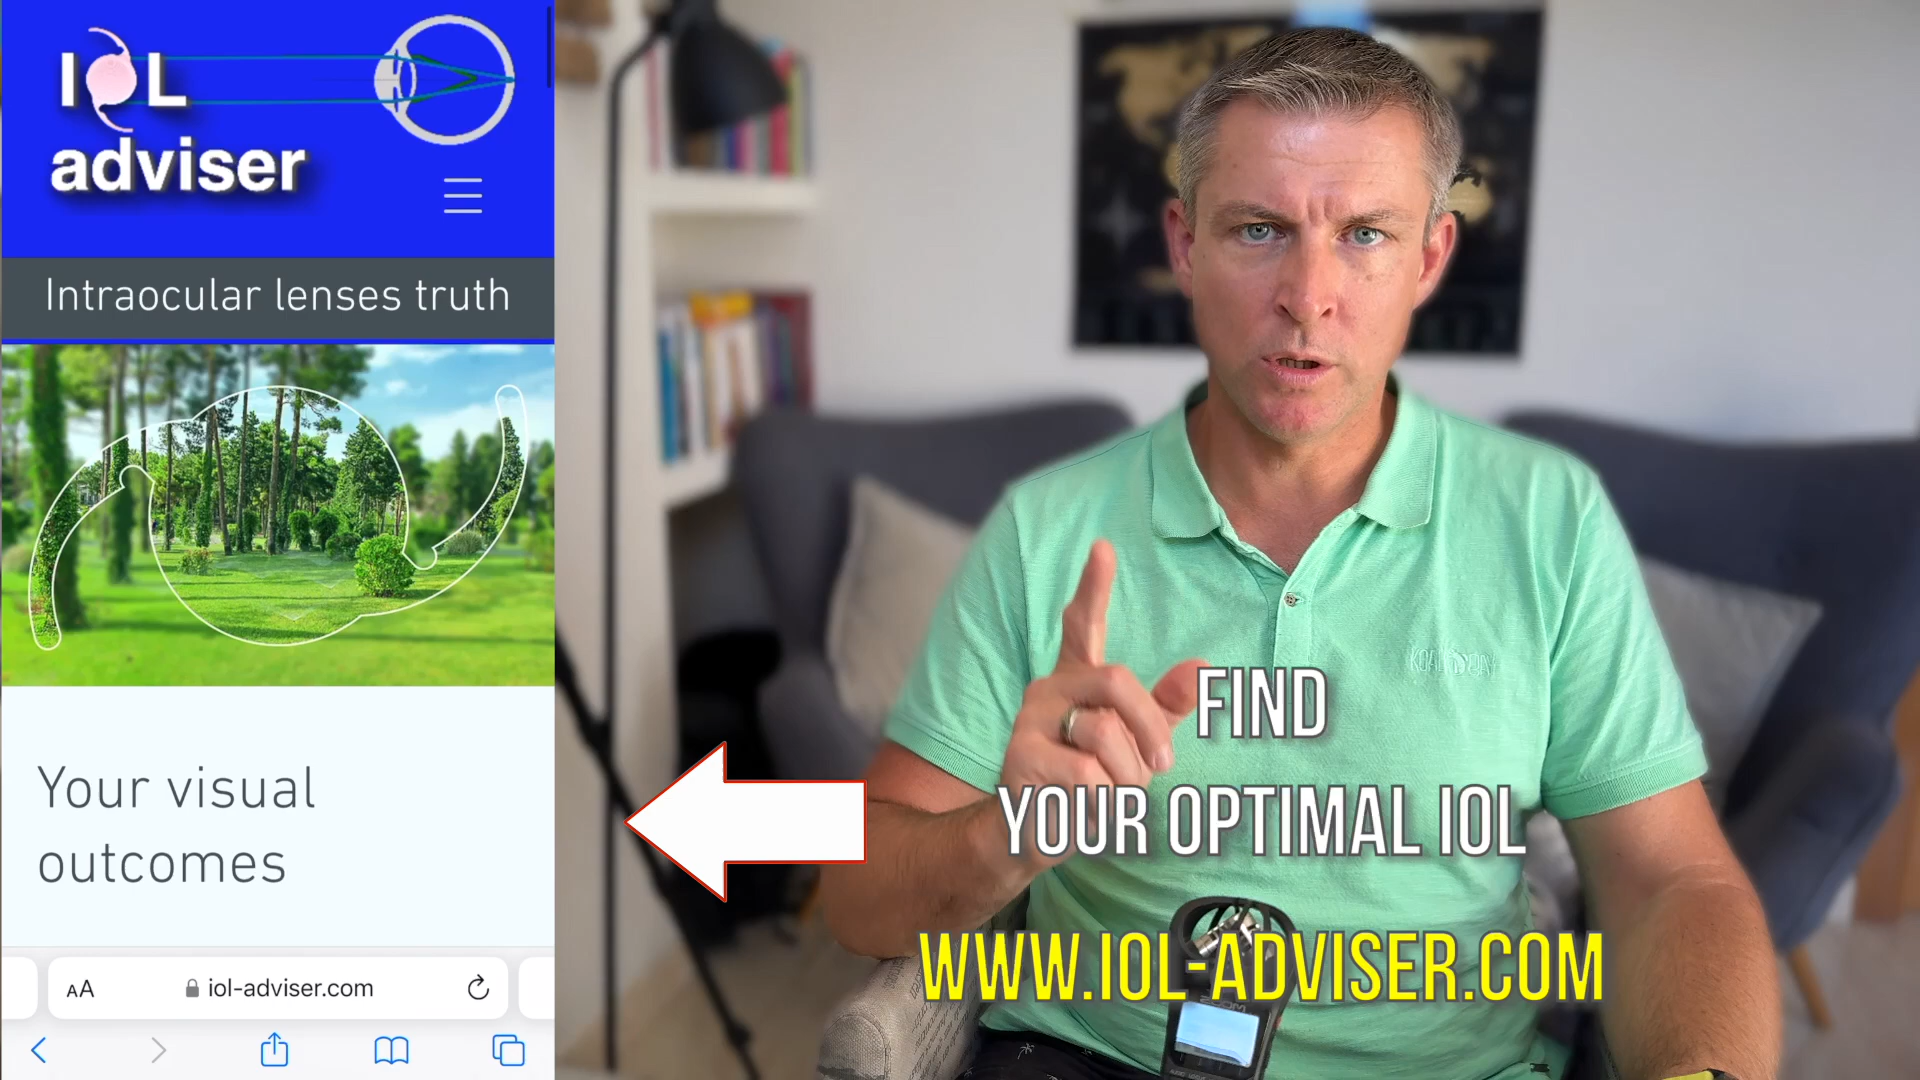 IOL
adviser
Intraocular lenses truth
Your visual
outcomes
AA
iol-adviser.com
FIND
YOUR OPTIMAL IOL
WWW.IOL-ADVISER.COM